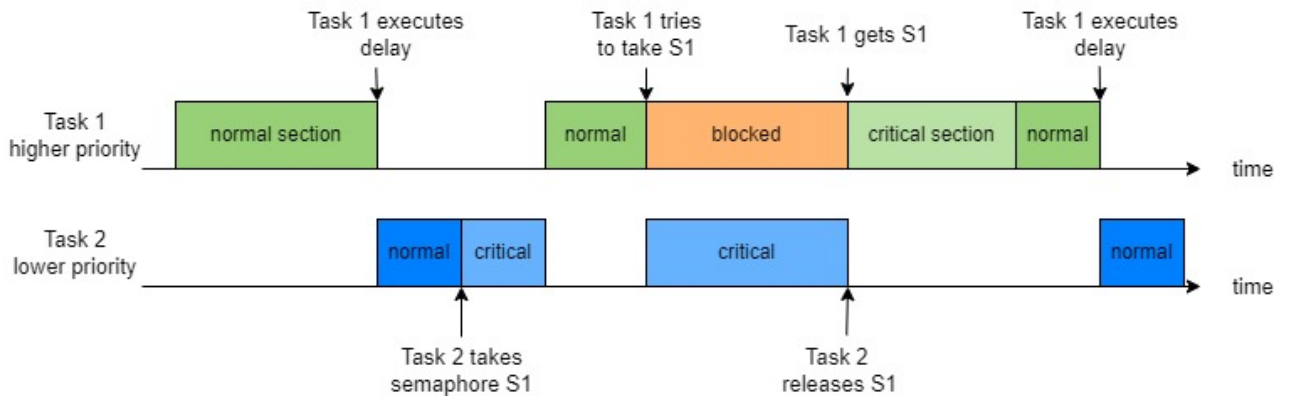 Task 1 executes
delay
Task 1 tries
to take S1
Task 1 gets S1
Task 1 executes
delay
Task 1
higher priority
normal section
normal
blocked
critical section
normal
time
Task 2
lower priority
normal
critical
critical
normal
time
Task 2 takes
semaphore S1
Task 2
releases S1